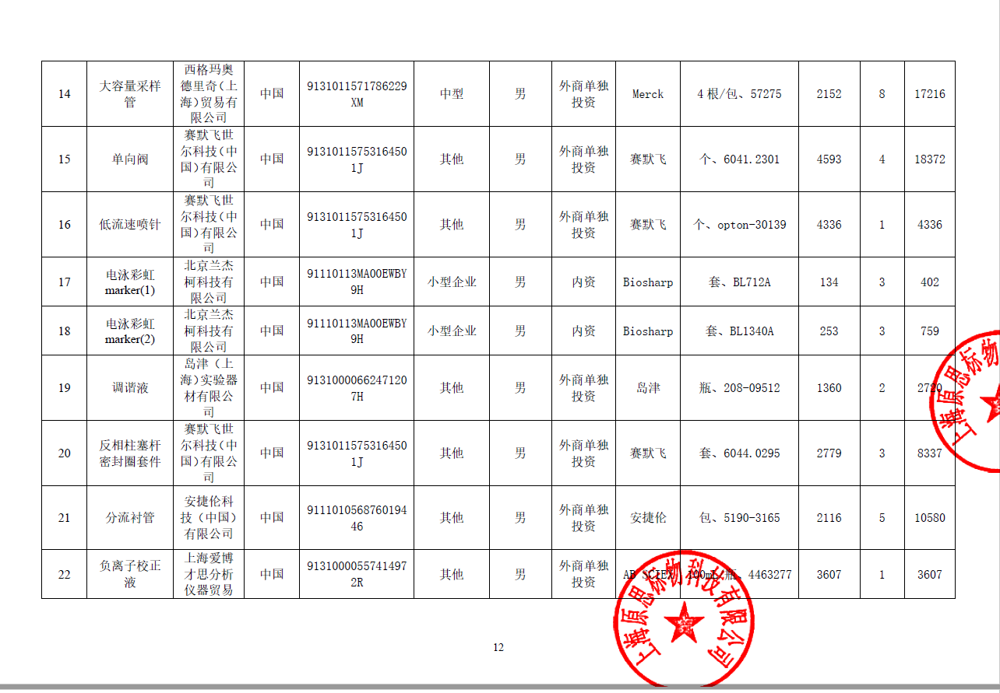 14 大容量采样管 西格玛奥德里奇（上海）贸易有限公司 中国 9131011571786229XM 中型 男 外商单独投资 Merck 4 根/包、57275 2152 8 17216
15 单向阀 赛默飞世尔科技（中国）有限公司 中国 91310115753164501J 其他 男 外商单独投资 赛默飞 个、6041.2301 4593 4 18372
16 低流速喷针 赛默飞世尔科技（中国）有限公司 中国 91310115753164501J 其他 男 外商单独投资 赛默飞 个、opton-30139 4336 1 4336
17 电泳彩虹marker(1) 北京兰杰柯科技有限公司 中国 91110113MA00EWBY9H 小型企业 男 内资 Biosharp 套、BL712A 134 3 402
18 电泳彩虹marker(2) 北京兰杰柯科技有限公司 中国 91110113MA00EWBY9H 小型企业 男 内资 Biosharp 套、BL1340A 253 3 759
19 调谐液 岛津（上海）实验器材有限公司 中国 91310000662471207H 其他 男 外商单独投资 岛津 瓶、208-09512 1360 2 2720
20 反相柱塞杆密封圈套件 赛默飞世尔科技（中国）有限公司 中国 91310115753164501J 其他 男 外商单独投资 赛默飞 套、6044.0295 2779 3 8337
21 分流衬管 安捷伦科技（中国）有限公司 中国 911101056876019446 其他 男 外商单独投资 安捷伦 包、5190-3165 2116 5 10580
22 负离子校正液 上海爱博才思分析仪器贸易 中国 91310000557414972R 其他 男 外商单独投资 AB SCIEX 100mL/瓶、4463277 3607 1 3607
上海原思标物
上海原思标物科技有限公司
12